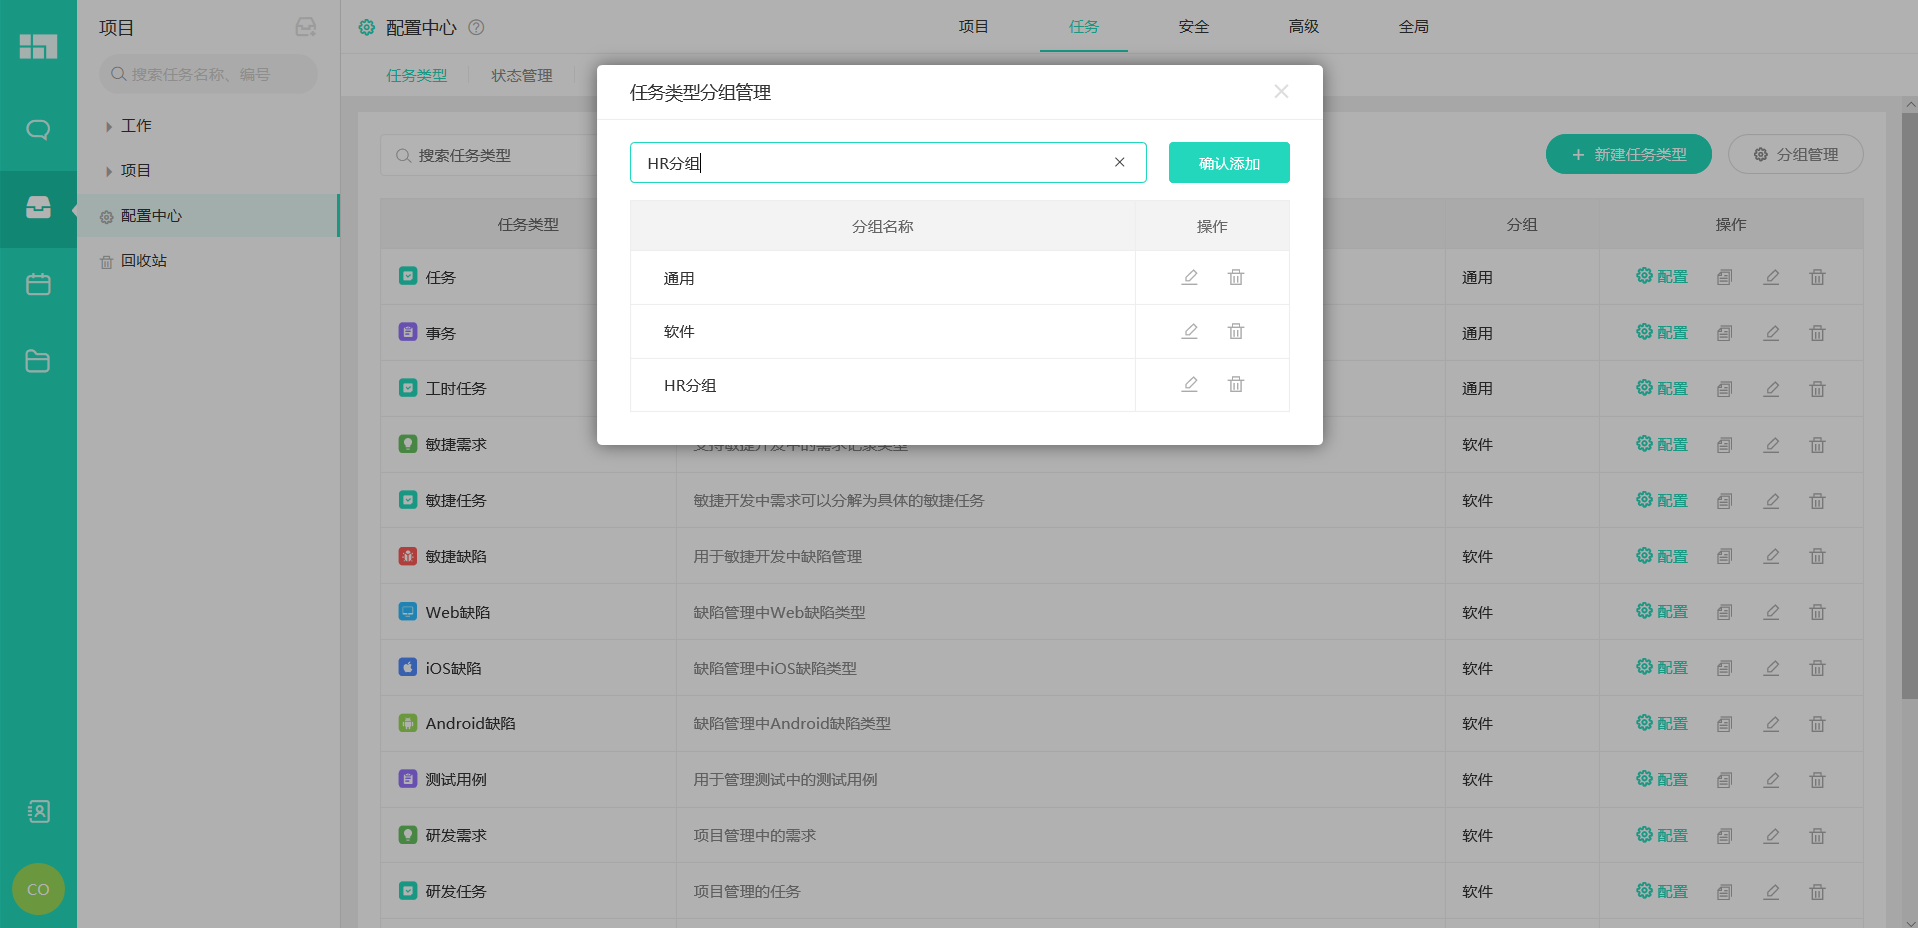 项目
搜索任务名称、编号
工作
项目
配置中心
回收站
CO
配置中心
项目
任务
安全
高级
全局
任务类型
状态管理
搜索任务类型
+ 新建任务类型
分组管理
任务类型
分组
操作
任务
通用
配置
事务
通用
配置
工时任务
通用
配置
敏捷需求
支持敏捷开发中的需求记录类型
软件
配置
敏捷任务
敏捷开发中需求可以分解为具体的敏捷任务
软件
配置
敏捷缺陷
用于敏捷开发中缺陷管理
软件
配置
Web缺陷
缺陷管理中Web缺陷类型
软件
配置
iOS缺陷
缺陷管理中iOS缺陷类型
软件
配置
Android缺陷
缺陷管理中Android缺陷类型
软件
配置
测试用例
用于管理测试中的测试用例
软件
配置
研发需求
项目管理中的需求
软件
配置
研发任务
项目管理的任务
软件
配置
任务类型分组管理
HR分组
确认添加
分组名称
操作
通用
软件
HR分组